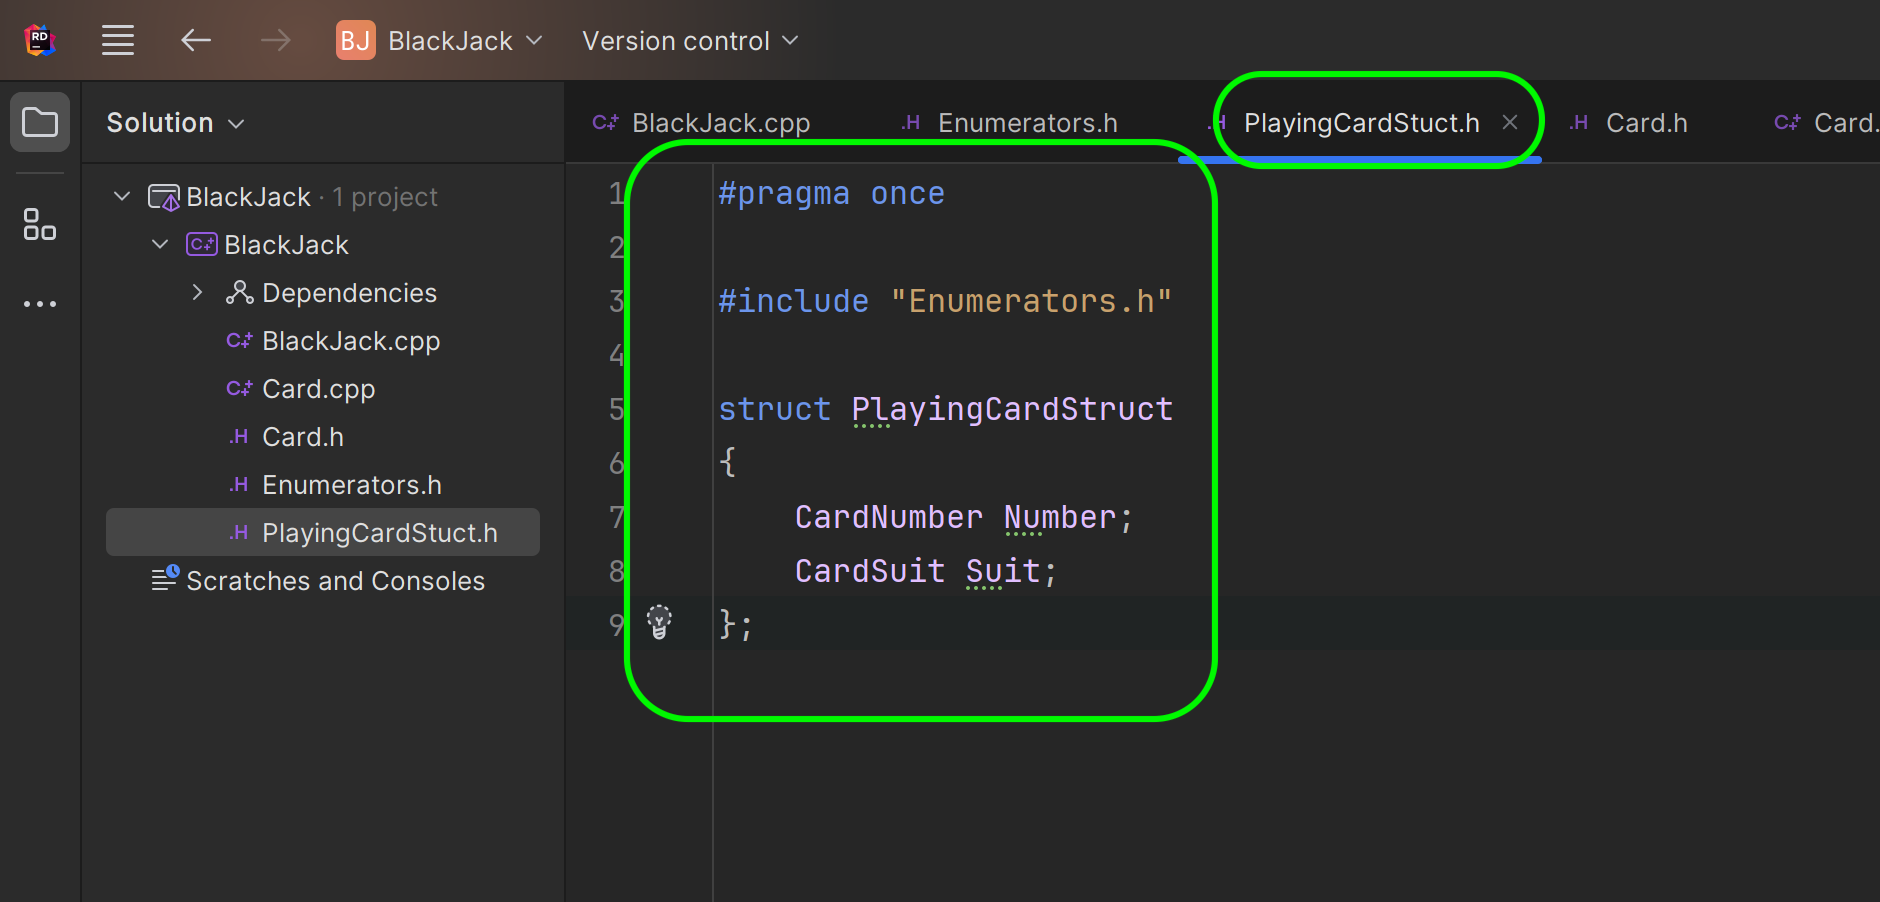 RD
BJ BlackJack Version control
Solution
BlackJack.cpp .H Enumerators.h .H PlayingCardStuct.h .H Card.h C++ Card.
BlackJack · 1 project
BlackJack
Dependencies
C++ BlackJack.cpp
C++ Card.cpp
.H Card.h
.H Enumerators.h
.H PlayingCardStuct.h
Scratches and Consoles
1 #pragma once
2
3 #include "Enumerators.h"
4
5 struct PlayingCardStruct
6 {
7 CardNumber Number;
8 CardSuit Suit;
9 };